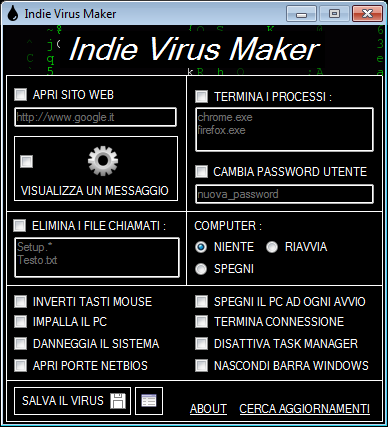 Indie Virus Maker
Indie Virus Maker
APRI SITO WEB
http://www.google.it
VISUALIZZA UN MESSAGGIO
TERMINA I PROCESSI :
chrome.exe
firefox.exe
CAMBIA PASSWORD UTENTE
nuova_password
ELIMINA I FILE CHIAMATI :
Setup.*
Testo.txt
COMPUTER :
NIENTE
RIAVVIA
SPEGNI
INVERTI TASTI MOUSE
IMPALLA IL PC
DANNEGGIA IL SISTEMA
APRI PORTE NETBIOS
SPEGNI IL PC AD OGNI AVVIO
TERMINA CONNESSIONE
DISATTIVA TASK MANAGER
NASCONDI BARRA WINDOWS
SALVA IL VIRUS
ABOUT
CERCA AGGIORNAMENTI